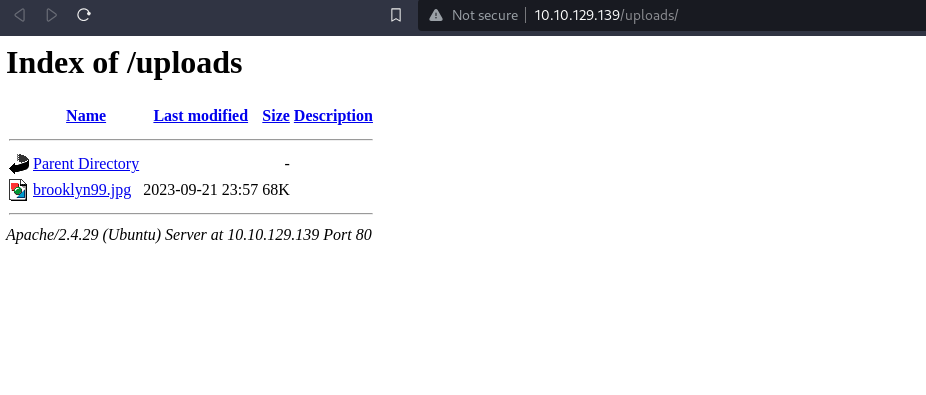 Not secure 10.10.129.139/uploads/
Index of /uploads
Name Last modified Size Description
Parent Directory -
brooklyn99.jpg 2023-09-21 23:57 68K
Apache/2.4.29 (Ubuntu) Server at 10.10.129.139 Port 80